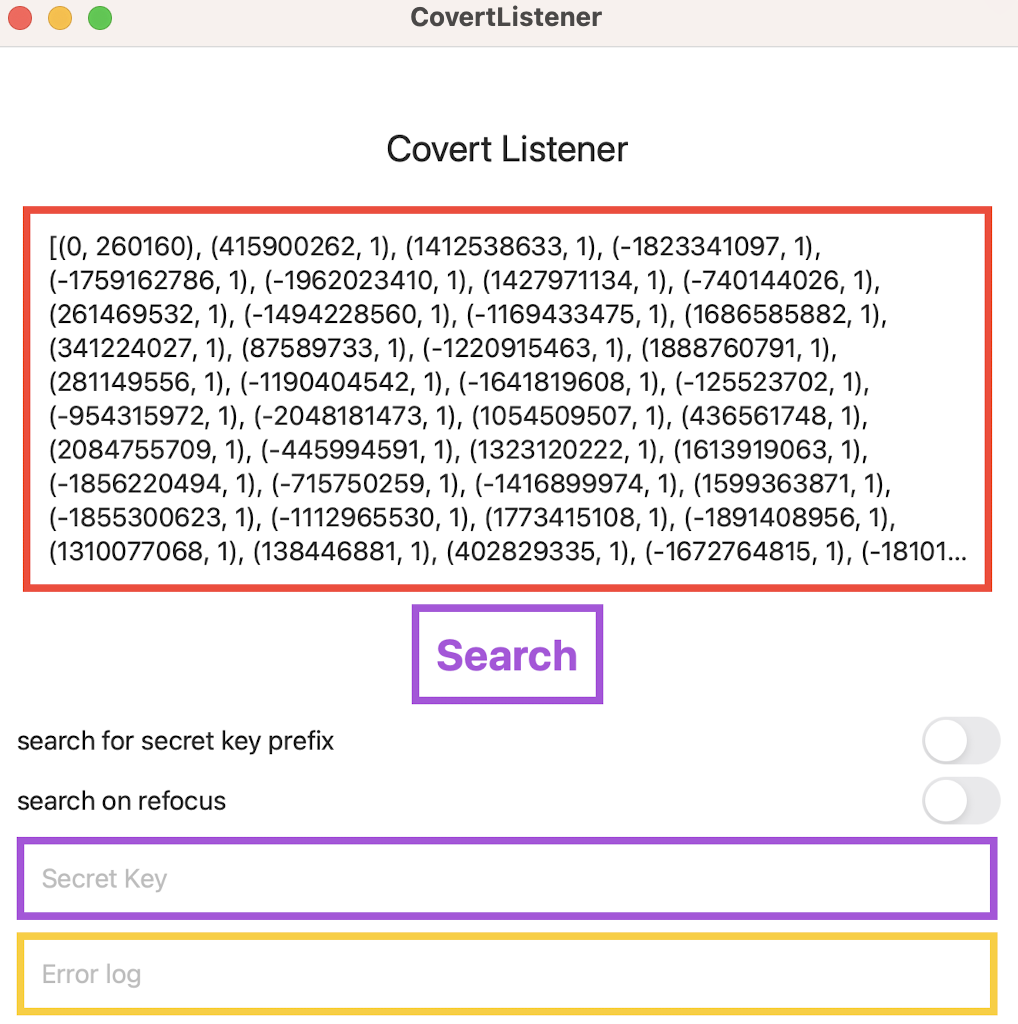 CovertListener
Covert Listener
[(0, 260160), (415900262, 1), (1412538633, 1), (-1823341097, 1),
(-1759162786, 1), (-1962023410, 1), (1427971134, 1), (-740144026, 1),
(261469532, 1), (-1494228560, 1), (-1169433475, 1), (1686585882, 1),
(341224027, 1), (87589733, 1), (-1220915463, 1), (1888760791, 1),
(281149556, 1), (-1190404542, 1), (-1641819608, 1), (-125523702, 1),
(-954315972, 1), (-2048181473, 1), (1054509507, 1), (436561748, 1),
(2084755709, 1), (-445994591, 1), (1323120222, 1), (1613919063, 1),
(-1856220494, 1), (-715750259, 1), (-1416899974, 1), (1599363871, 1),
(-1855300623, 1), (-1112965530, 1), (1773415108, 1), (-1891408956, 1),
(1310077068, 1), (138446881, 1), (402829335, 1), (-1672764815, 1), (-18101...
Search
search for secret key prefix
search on refocus
Secret Key
Error log